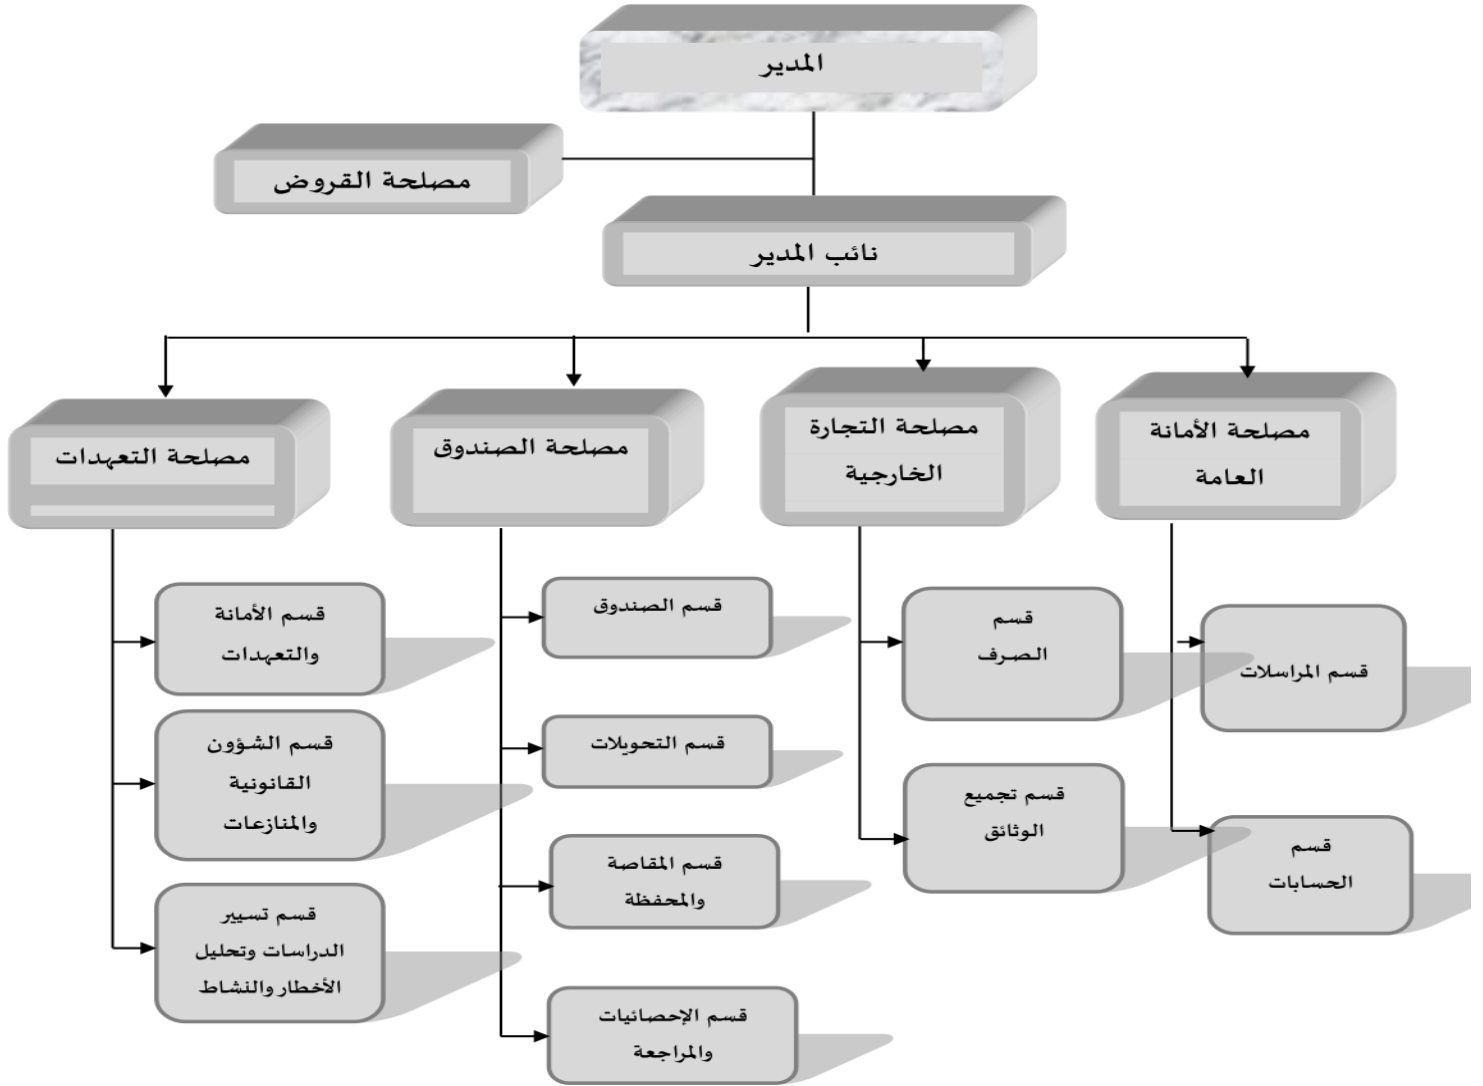 المدير
مصلحة القروض
نائب المدير
مصلحة الأمانة
العامة
مصلحة التجارة
الخارجية
مصلحة الصندوق
مصلحة التعهدات
قسم المراسلات
قسم
الحسابات
قسم
الصرف
قسم تجميع
الوثائق
قسم الصندوق
قسم التحويلات
قسم المقاصة
والمحفظة
قسم الإحصائيات
والمراجعة
قسم الأمانة
والتعهدات
قسم الشؤون
القانونية
والمنازعات
قسم تسيير
الدراسات وتحليل
الأخطار والنشاط